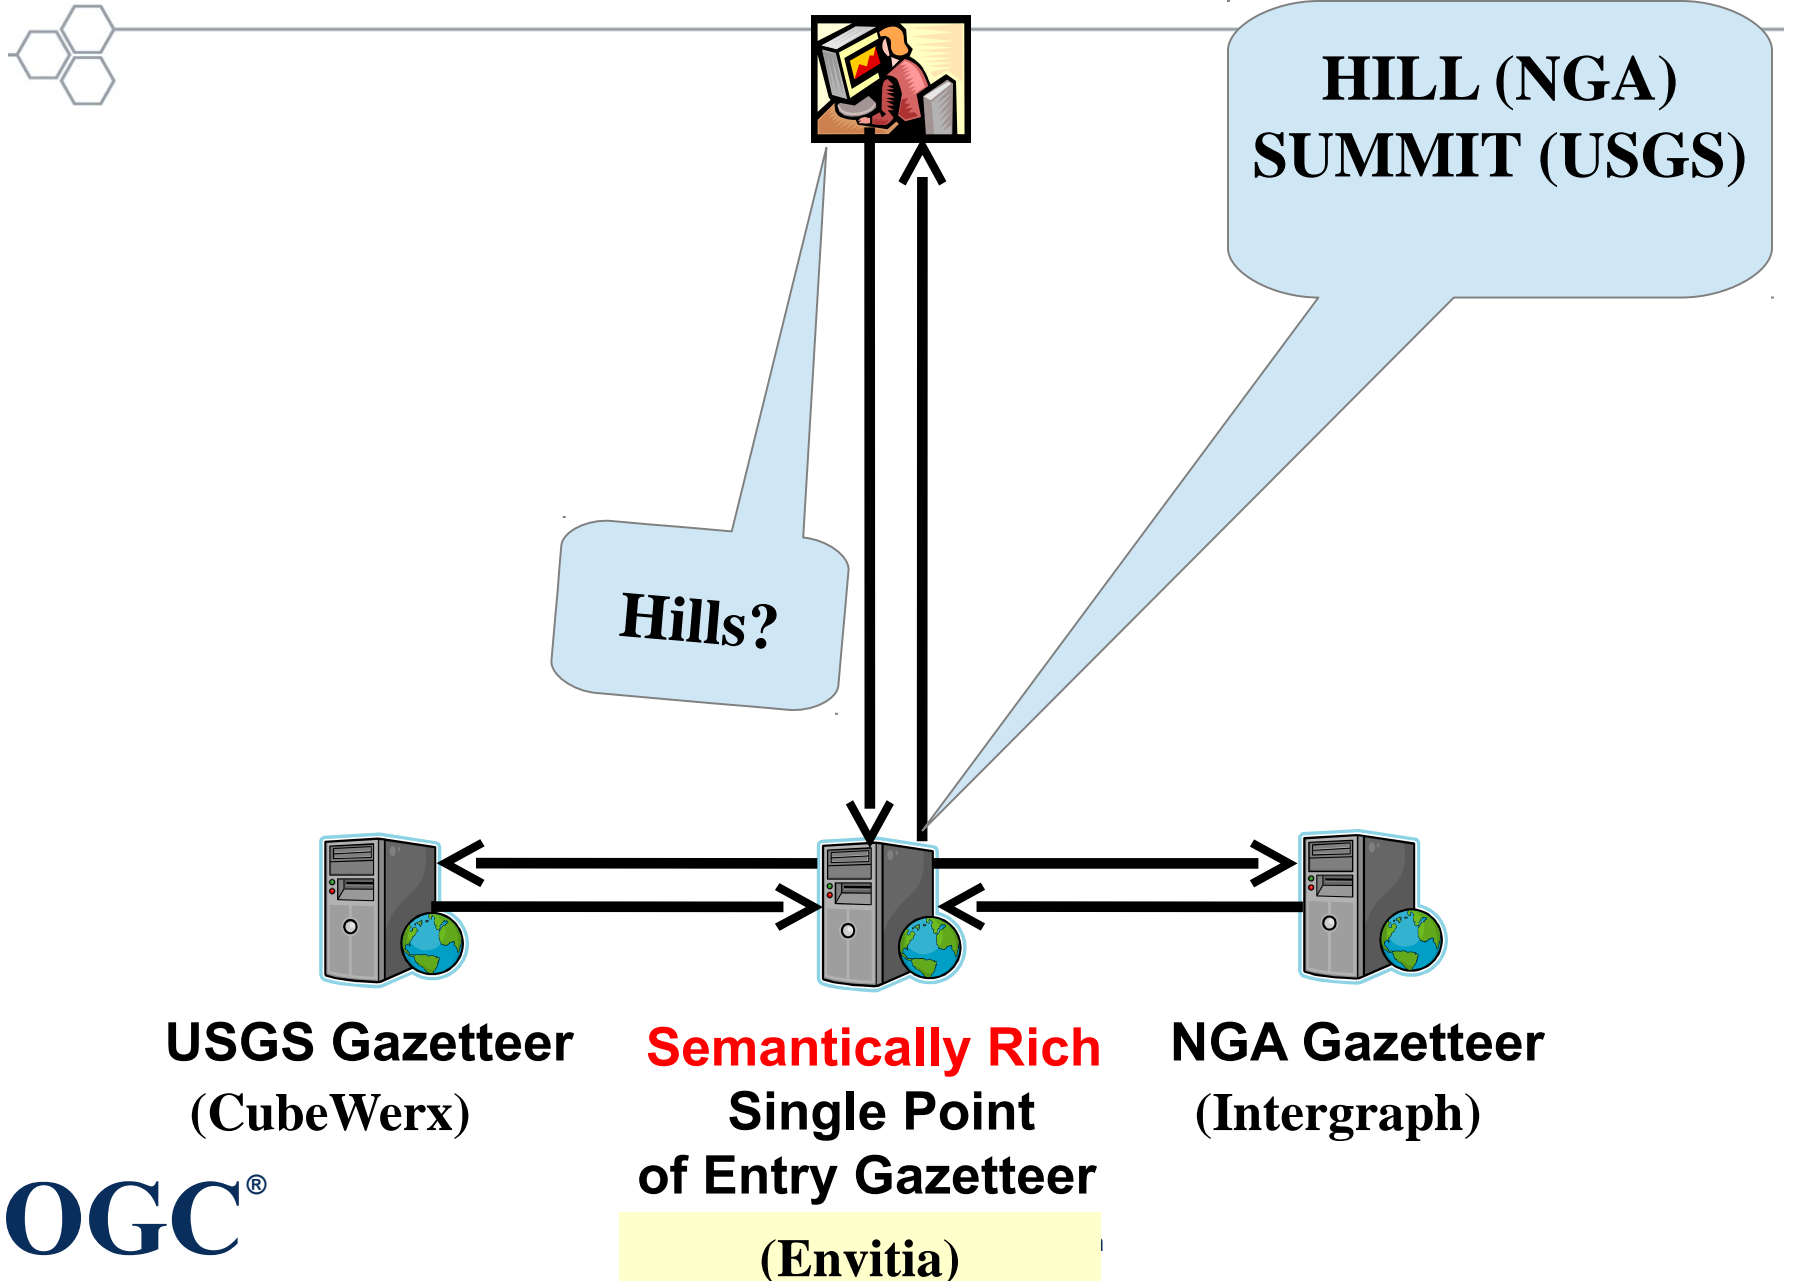 HILL (NGA)
SUMMIT (USGS)
Hills?
USGS Gazetteer
(CubeWerx)
Semantically Rich
Single Point
of Entry Gazetteer
(Envitia)
NGA Gazetteer
(Intergraph)
OGC®